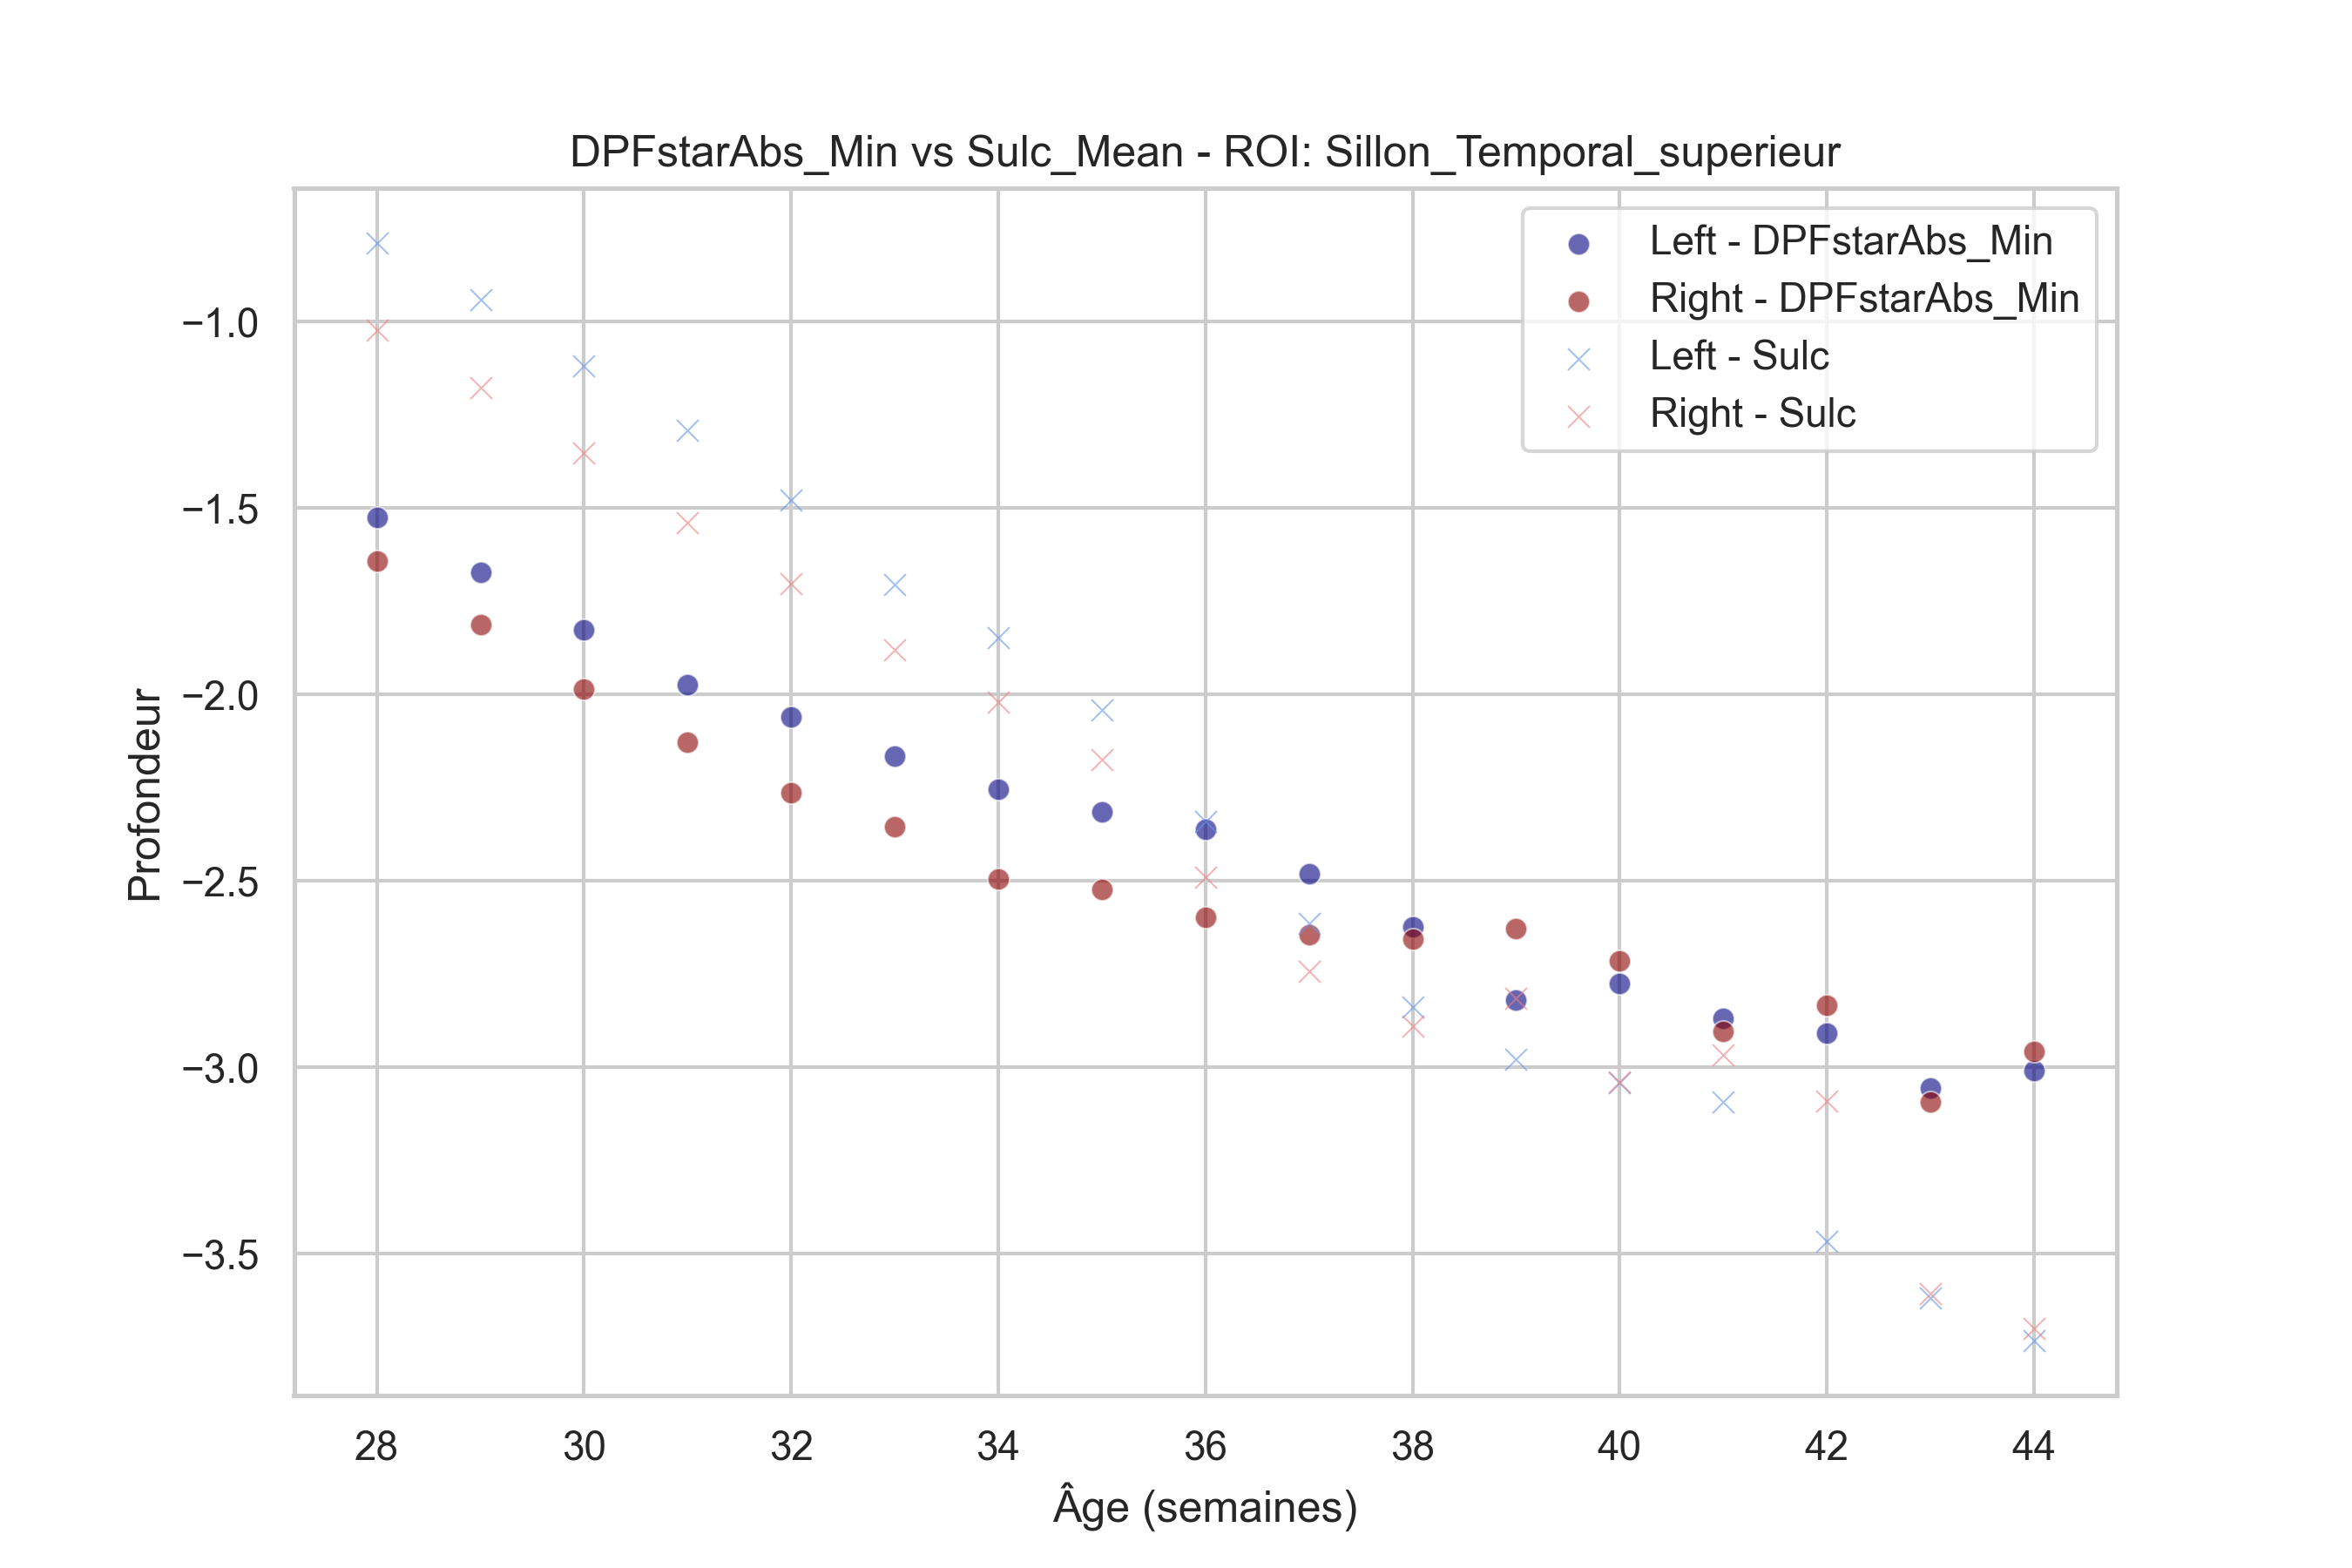 DPFstarAbs_Min vs Sulc_Mean - ROI: Sillon_Temporal_superieur
Left - DPFstarAbs_Min
Right - DPFstarAbs_Min
Left - Sulc
Right - Sulc
Profondeur
−1.0
−1.5
−2.0
−2.5
−3.0
−3.5
28 30 32 34 36 38 40 42 44
Âge (semaines)